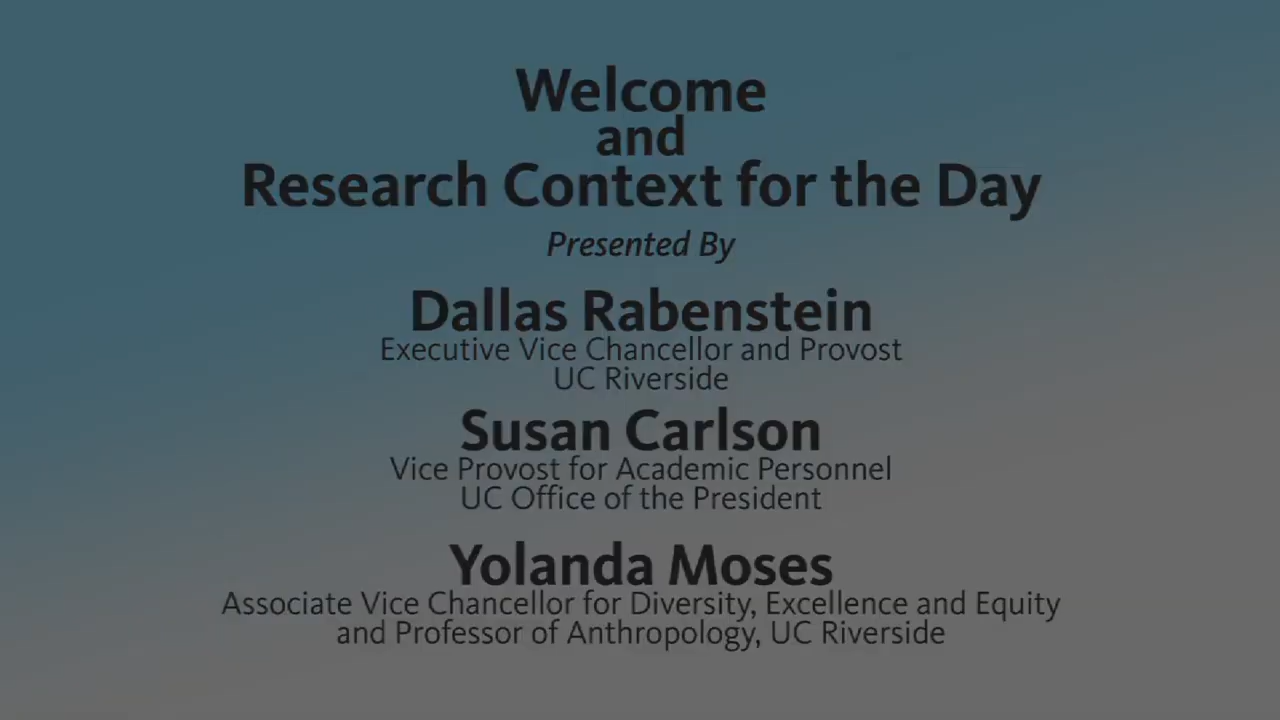 Welcome
and
Research Context for the Day
Presented By
Dallas Rabenstein
Executive Vice Chancellor and Provost
UC Riverside
Susan Carlson
Vice Provost for Academic Personnel
UC Office of the President
Yolanda Moses
Associate Vice Chancellor for Diversity, Excellence and Equity
and Professor of Anthropology, UC Riverside